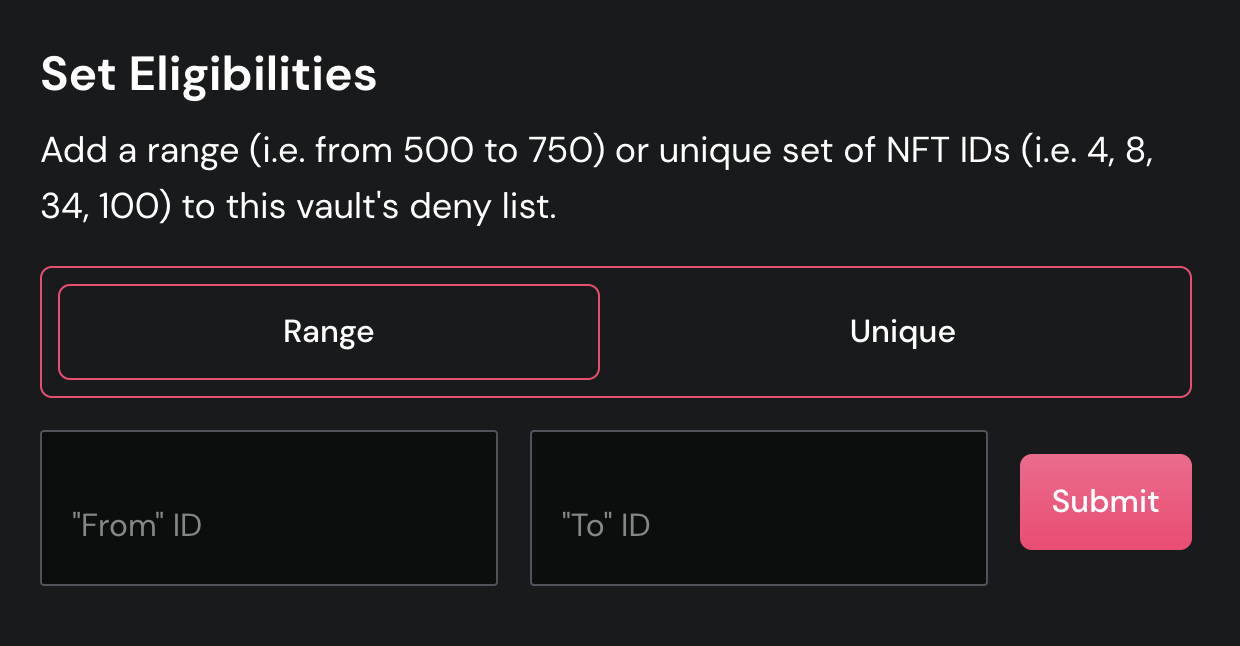 Set Eligibilities
Add a range (i.e. from 500 to 750) or unique set of NFT IDs (i.e. 4, 8,
34, 100) to this vault's deny list.
Range
Unique
"From" ID
"To" ID
Submit